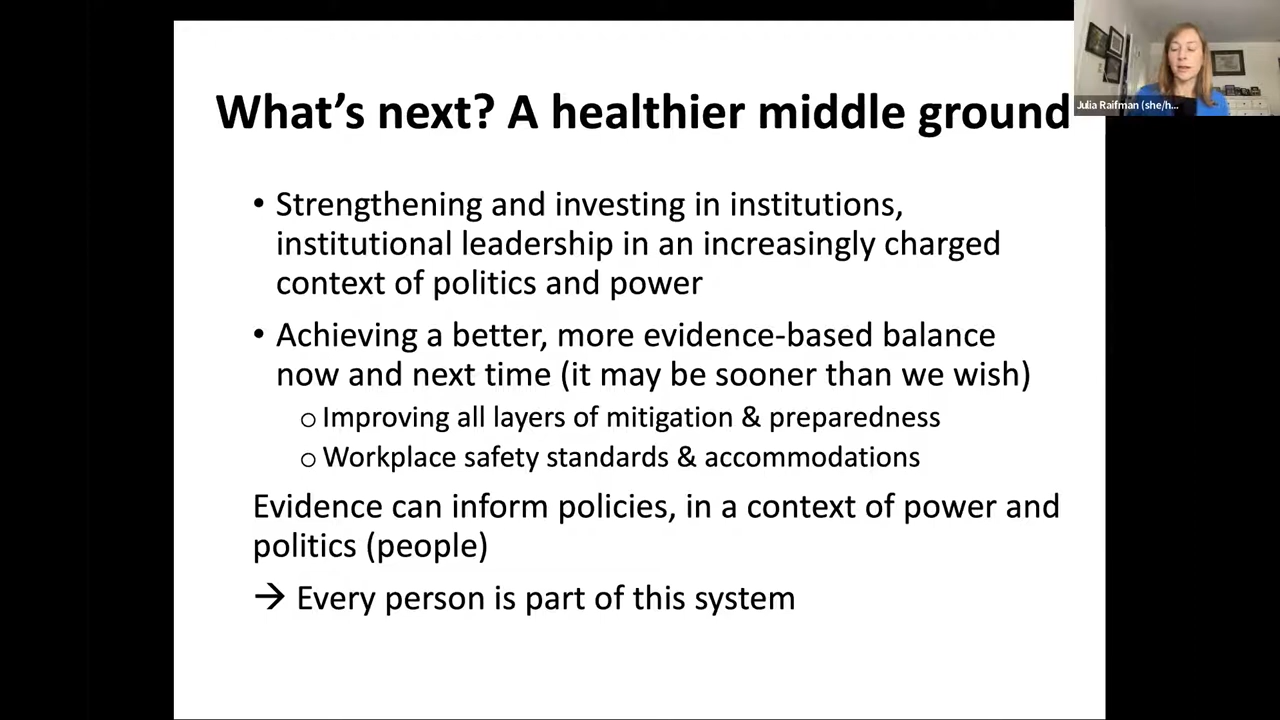 What’s next? A healthier middle ground
Julia Raifman (she/h...
• Strengthening and investing in institutions,
institutional leadership in an increasingly charged
context of politics and power
• Achieving a better, more evidence-based balance
now and next time (it may be sooner than we wish)
o Improving all layers of mitigation & preparedness
o Workplace safety standards & accommodations
Evidence can inform policies, in a context of power and
politics (people)
→ Every person is part of this system